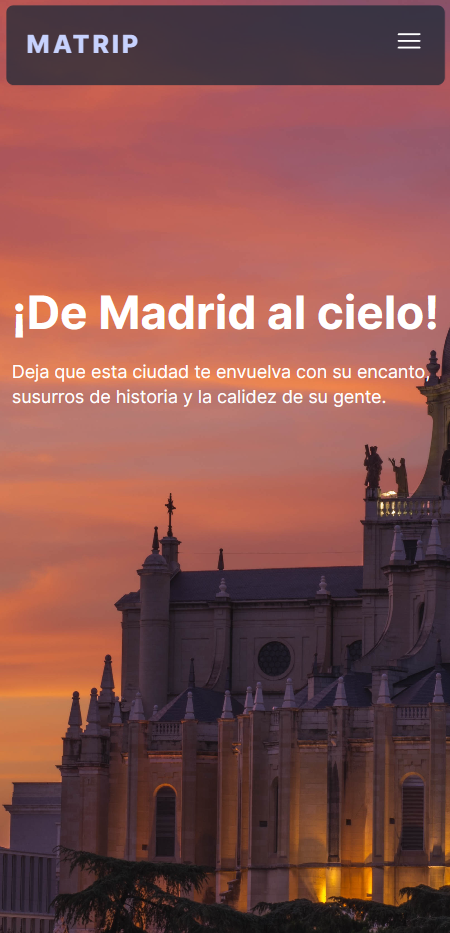 MATRIP
¡De Madrid al cielo!
Deja que esta ciudad te envuelva con su encanto,
susurros de historia y la calidez de su gente.